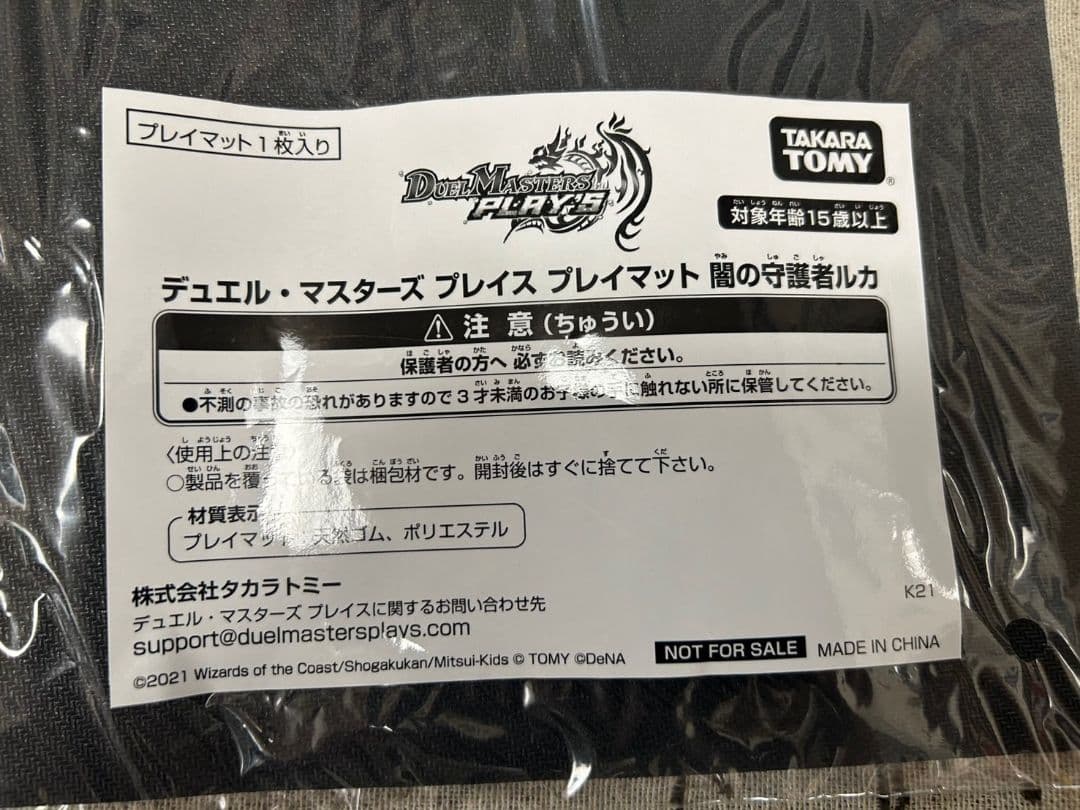 プレイマット1枚入り
DUEL MASTERS
PLAY'S
TAKARA
TOMY
対象年齢15歳以上
デュエル・マスターズ プレイス プレイマット 闇の守護者ルカ
注 意(ちゅうい)
保護者の方へ 必ずお読みください。
●不測の事故の恐れがありますので3才未満のお子様の手に触れない所に保管してください。
〈使用上の注
○製品を覆 袋は梱包材です。開封後はすぐに捨てて下さい。
材質表示
プレイマット 天然ゴム、ポリエステル
株式会社タカラトミー
デュエル・マスターズ プレイスに関するお問い合わせ先
support@duelmastersplays.com
K21
©2021 Wizards of the Coast/Shogakukan/Mitsui-Kids © TOMY ©DeNA
NOT FOR SALE
MADE IN CHINA